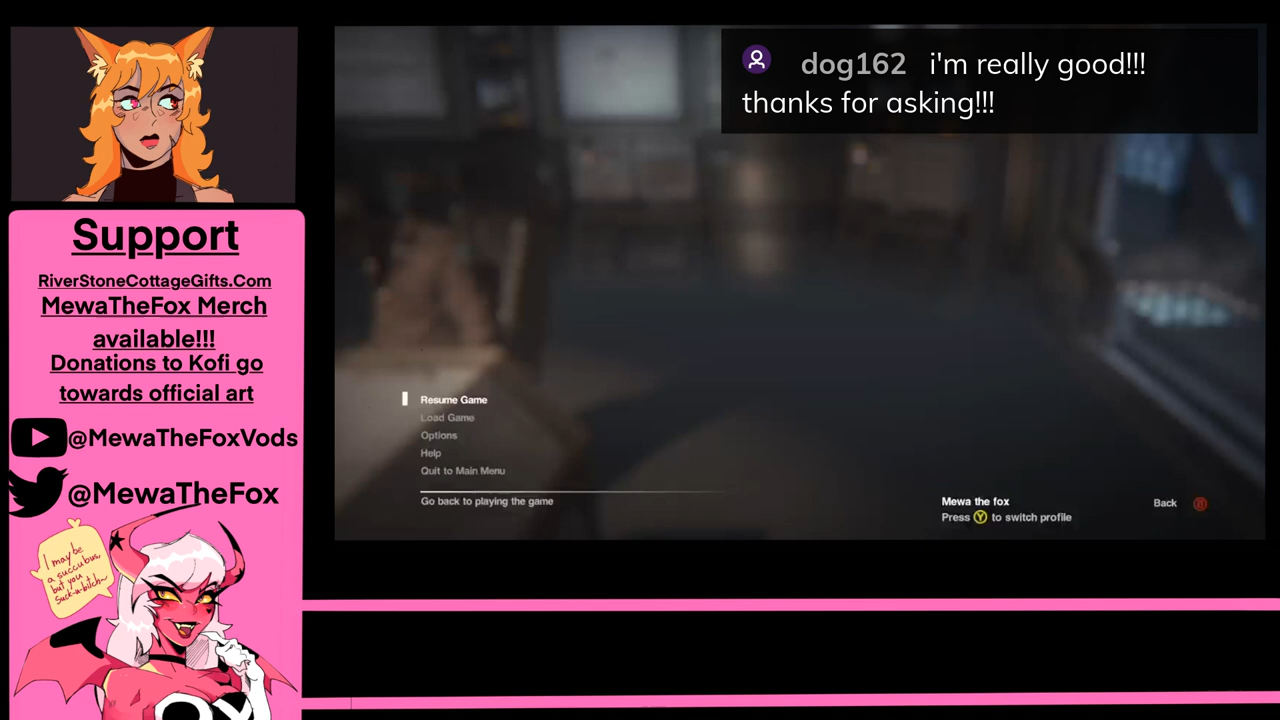 dog162 i'm really good!!!
thanks for asking!!!
Support
RiverStoneCottageGifts.Com
MewaTheFox Merch
available!!!
Donations to Kofi go
towards official art
@MewaTheFoxVods
@MewaTheFox
I may be
a succubus,
but you
suck-a-bitch~
Resume Game
Load Game
Options
Help
Quit to Main Menu
Go back to playing the game
Mewa the fox
Press Y to switch profile
Back B